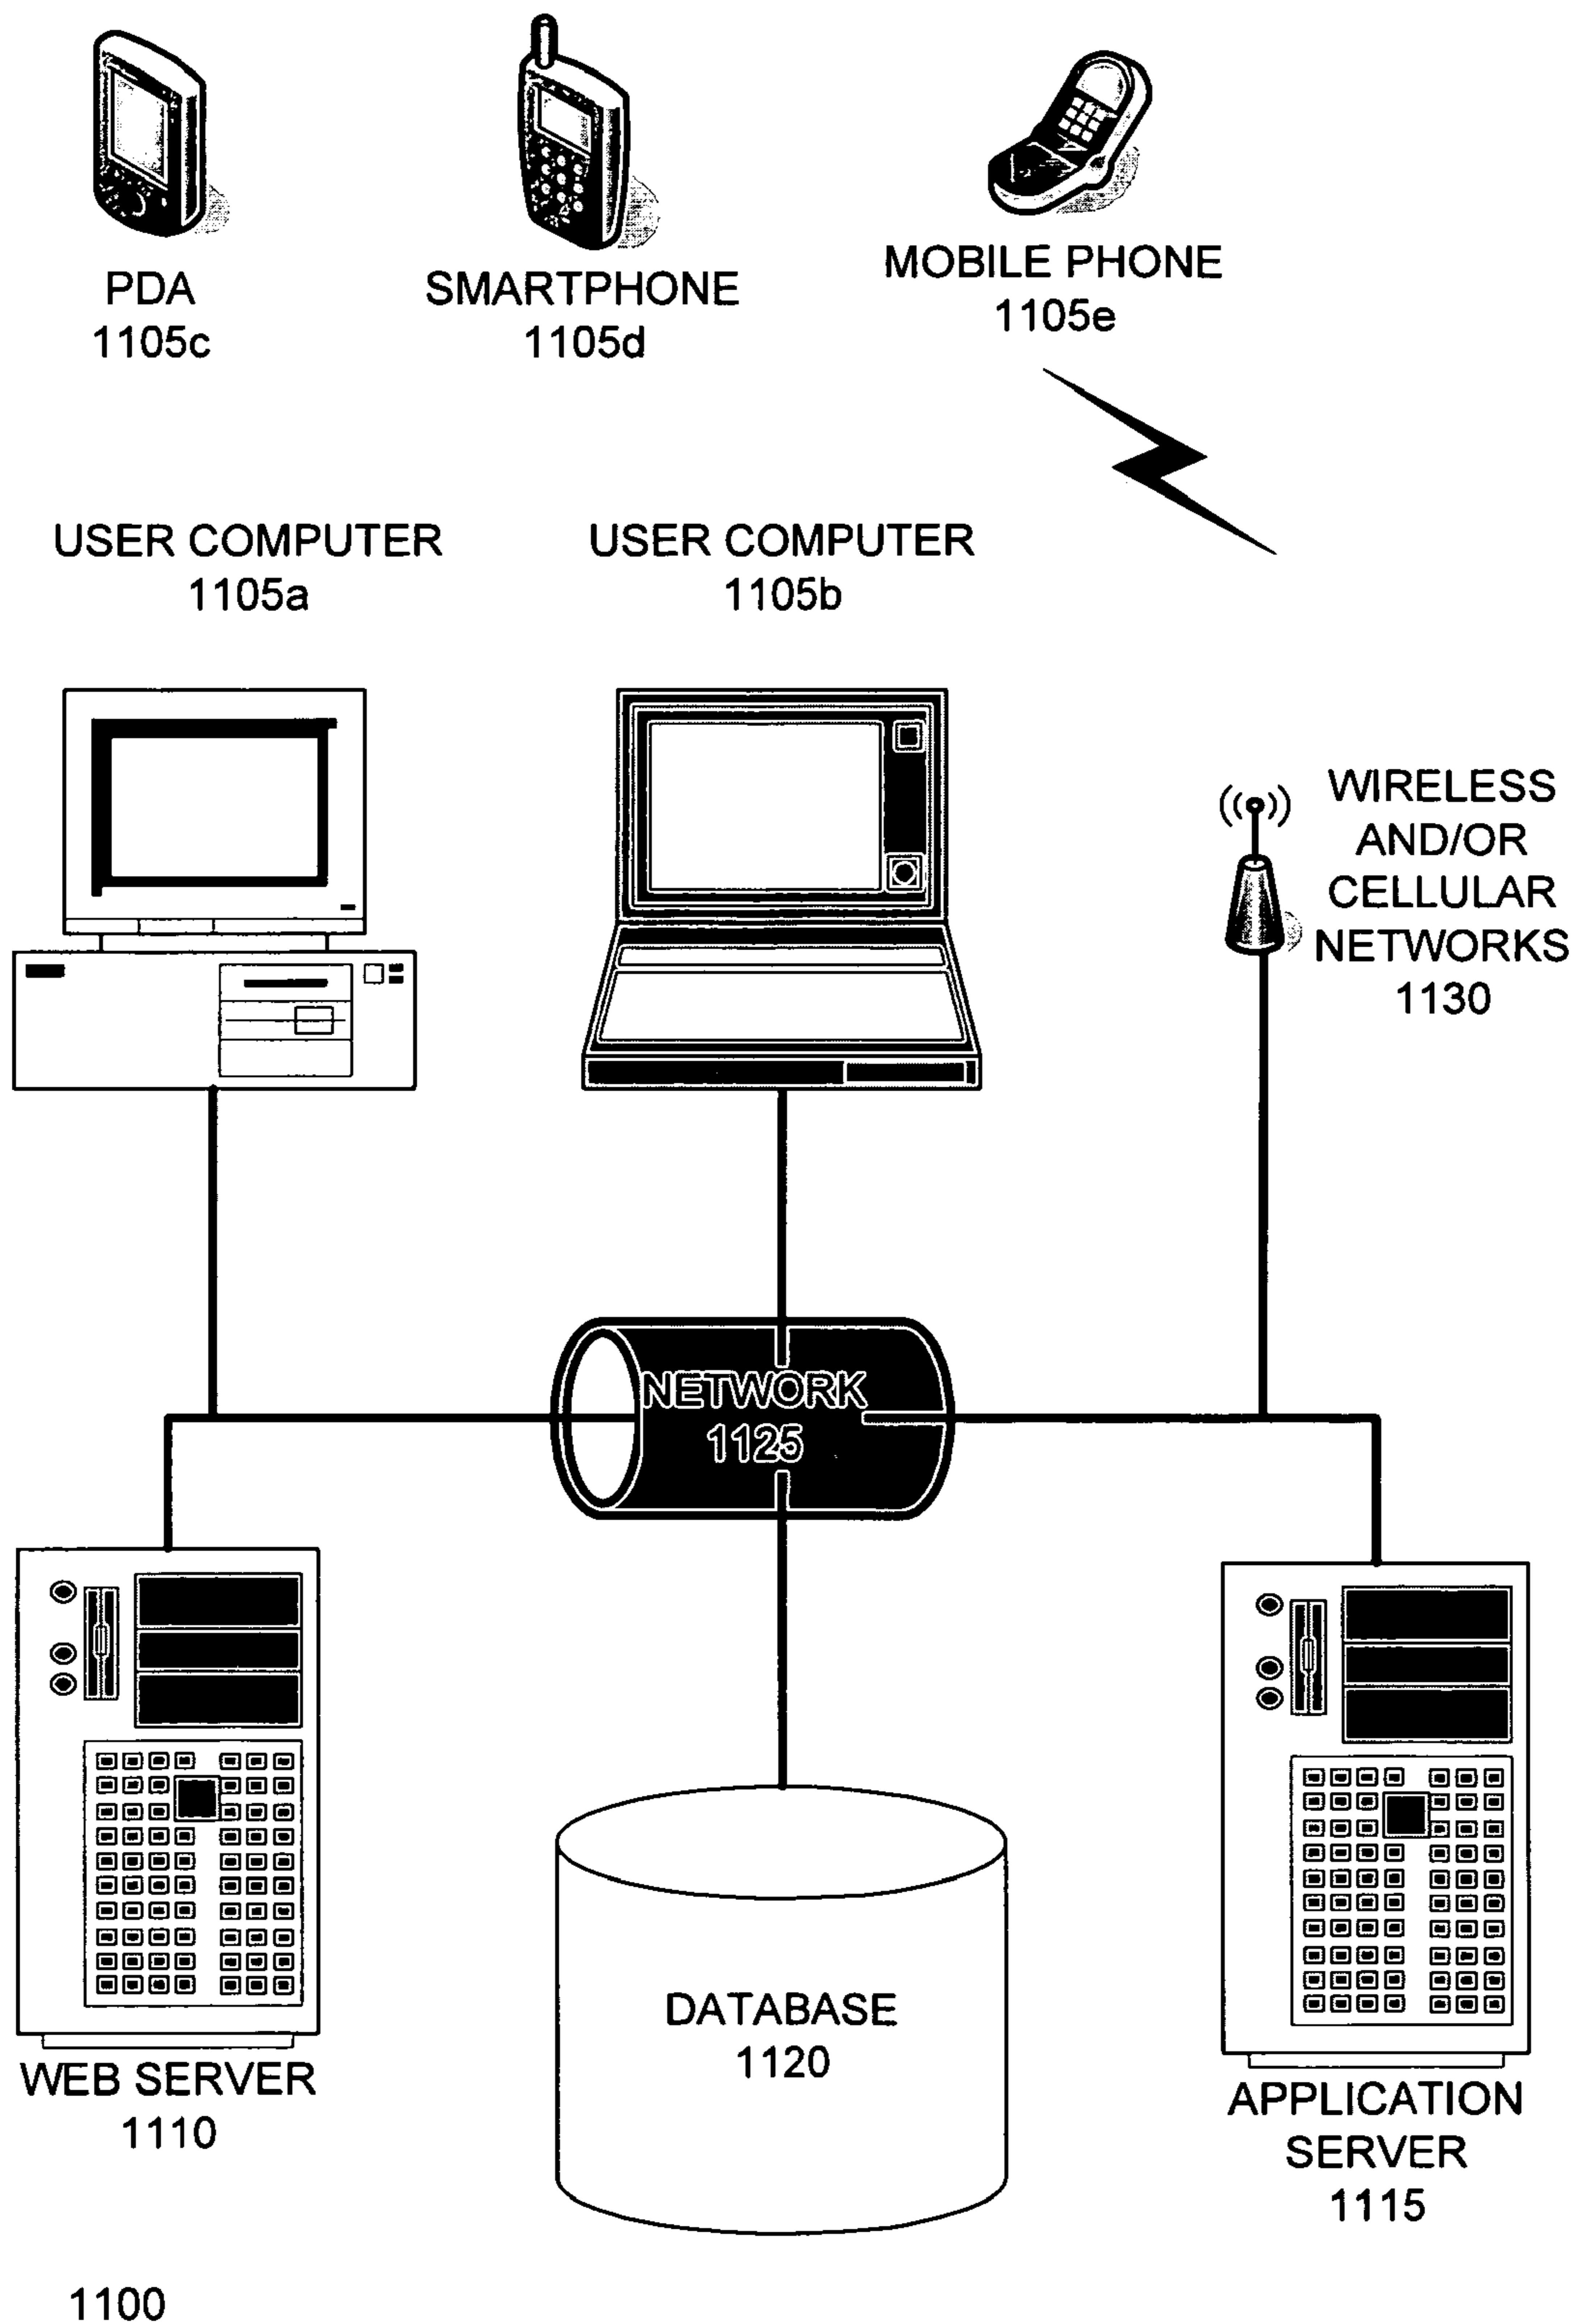 PDA
1105c
SMARTPHONE
1105d
MOBILE PHONE
1105e
USER COMPUTER
1105a
USER COMPUTER
1105b
WIRELESS
AND/OR
CELLULAR
NETWORKS
1130
NETWORK
1125
WEB SERVER
1110
DATABASE
1120
APPLICATION
SERVER
1115
1100